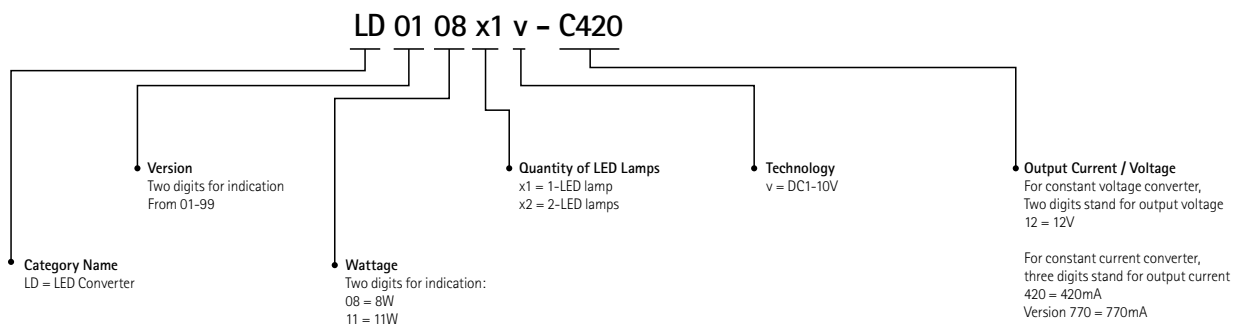 LD 01 08 x1 v - C420
Version
Two digits for indication
From 01-99
Quantity of LED Lamps
x1 = 1-LED lamp
x2 = 2-LED lamps
Technology
v = DC1-10V
Output Current / Voltage
For constant voltage converter,
Two digits stand for output voltage
12 = 12V
For constant current converter,
three digits stand for output current
420 = 420mA
Version 770 = 770mA
Category Name
LD = LED Converter
Wattage
Two digits for indication:
08 = 8W
11 = 11W